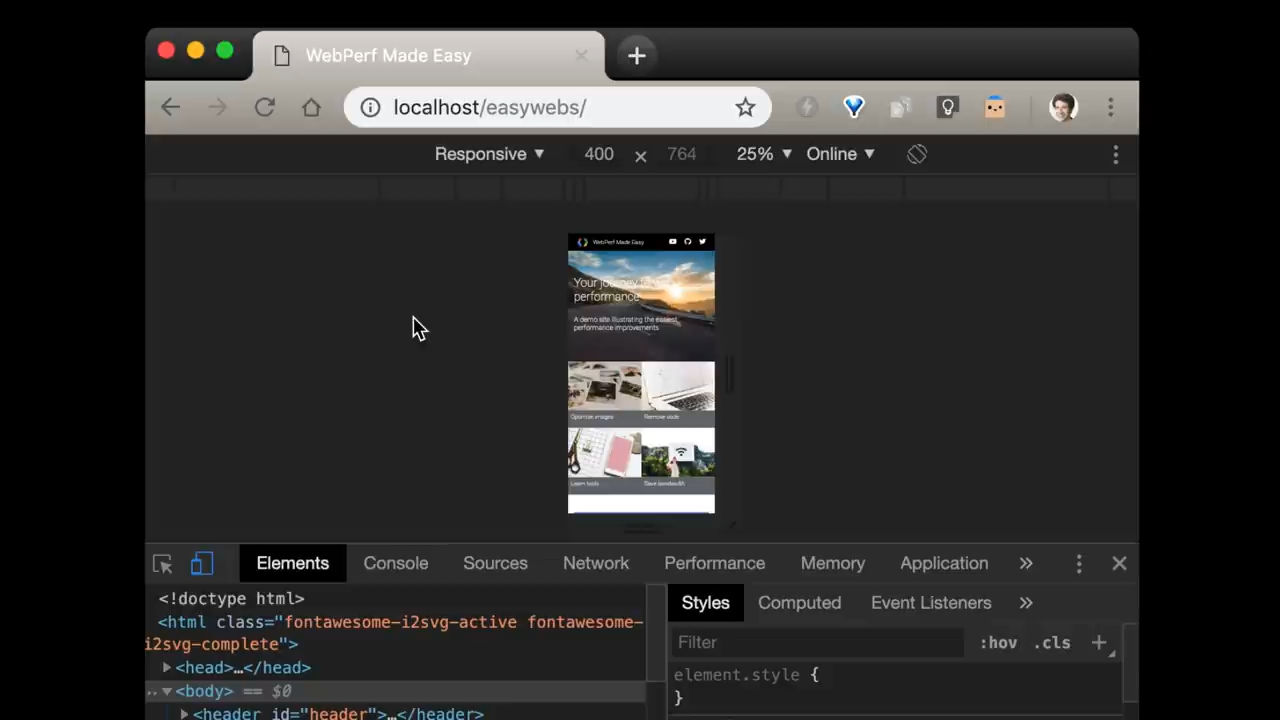 WebPerf Made Easy
localhost/easywebs/
Responsive 400 764 25% Online
WebPerf Made Easy
Your journey
performance
A demo site illustrating the easiest
performance improvements
Optimize images Remove code
Learn tools Save bandwidth
Elements Console Sources Network Performance Memory Application
<!doctype html>
<html class="fontawesome-i2svg-active fontawesome-
i2svg-complete">
<head>…</head>
<body> == $0
<header id="header">…</header>
Styles Computed Event Listeners
Filter :hov .cls
element.style {
}